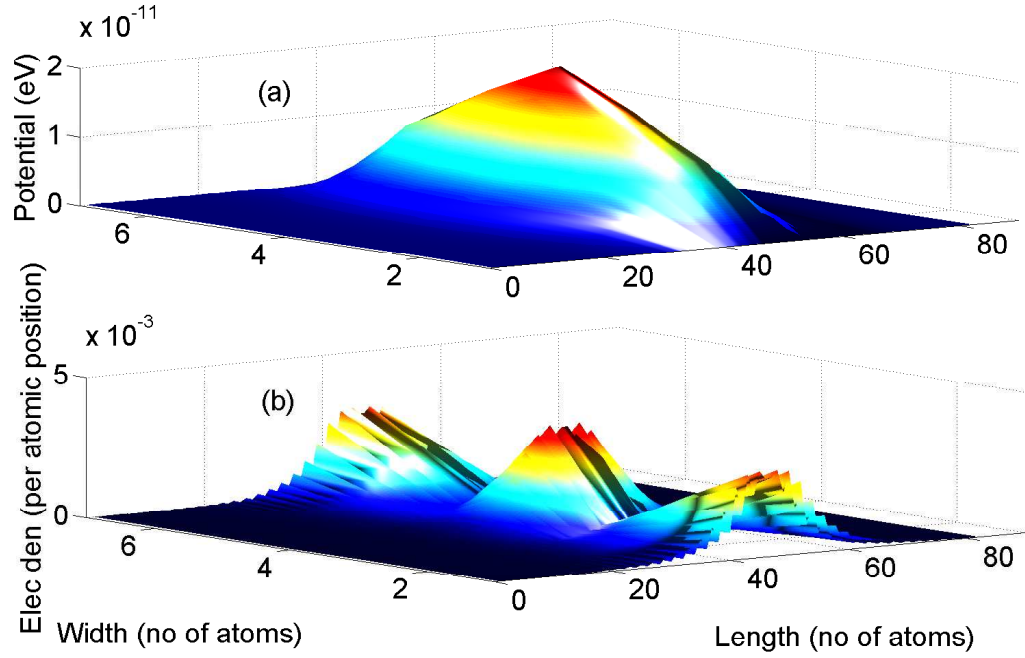 x 10-11
2
1
0
Potential (eV)
(a)
6
4
2
0
20
40
60
80
x 10-3
5
0
Elec den (per atomic position)
(b)
6
4
2
0
20
40
60
80
Width (no of atoms)
Length (no of atoms)